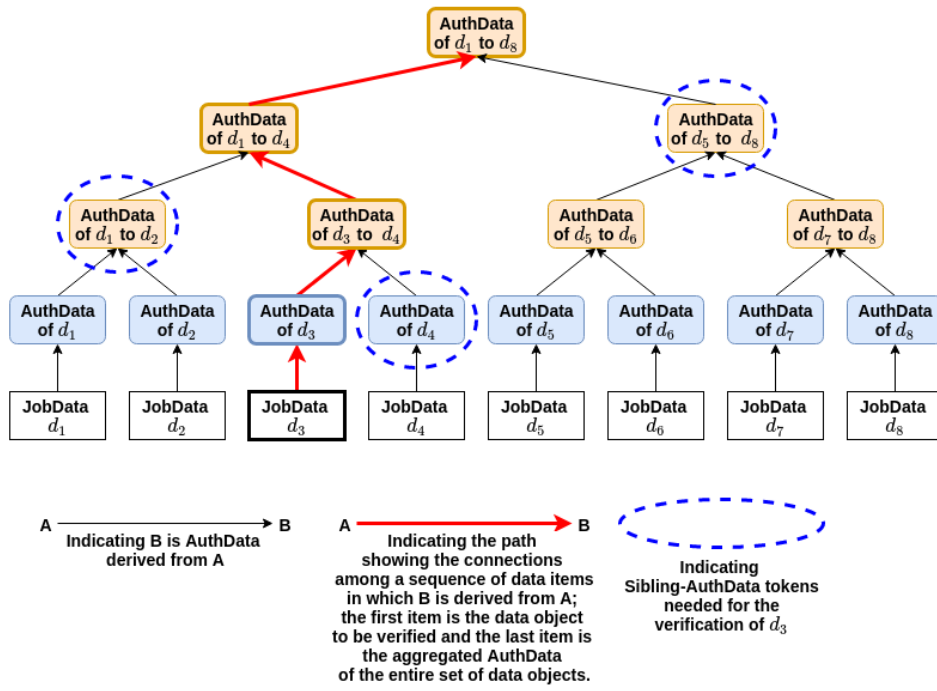 AuthData
of d₁ to d₈
AuthData
of d₁ to d₄
AuthData
of d₅ to d₈
AuthData
of d₁ to d₂
AuthData
of d₃ to d₄
AuthData
of d₅ to d₆
AuthData
of d₇ to d₈
AuthData
of d₁
AuthData
of d₂
AuthData
of d₃
AuthData
of d₄
AuthData
of d₅
AuthData
of d₆
AuthData
of d₇
AuthData
of d₈
JobData
d₁
JobData
d₂
JobData
d₃
JobData
d₄
JobData
d₅
JobData
d₆
JobData
d₇
JobData
d₈
A B
Indicating B is AuthData
derived from A
A B
Indicating the path
showing the connections
among a sequence of data items
in which B is derived from A;
the first item is the data object
to be verified and the last item is
the aggregated AuthData
of the entire set of data objects.
Indicating
Sibling-AuthData tokens
needed for the
verification of d₃